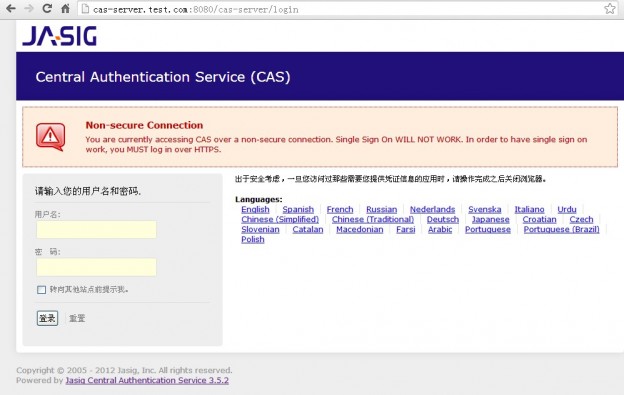 cas-server.test.com:8080/cas-server/login
JASIG
Central Authentication Service (CAS)
Non-secure Connection
You are currently accessing CAS over a non-secure connection. Single Sign On WILL NOT WORK. In order to have single sign on
work, you MUST log in over HTTPS.
请输入您的用户名和密码.
用户名:
密 码:
转向其他站点前提示我。
登录 重置
出于安全考虑，一旦您访问过那些需要您提供凭证信息的应用时，请操作完成之后关闭浏览器。
Languages:
English Spanish French Russian Nederlands Svenska Italiano Urdu
Chinese (Simplified) Chinese (Traditional) Deutsch Japanese Croatian Czech
Slovenian Catalan Macedonian Farsi Arabic Portuguese Portuguese (Brazil)
Polish
Copyright © 2005 - 2012 Jasig, Inc. All rights reserved.
Powered by Jasig Central Authentication Service 3.5.2